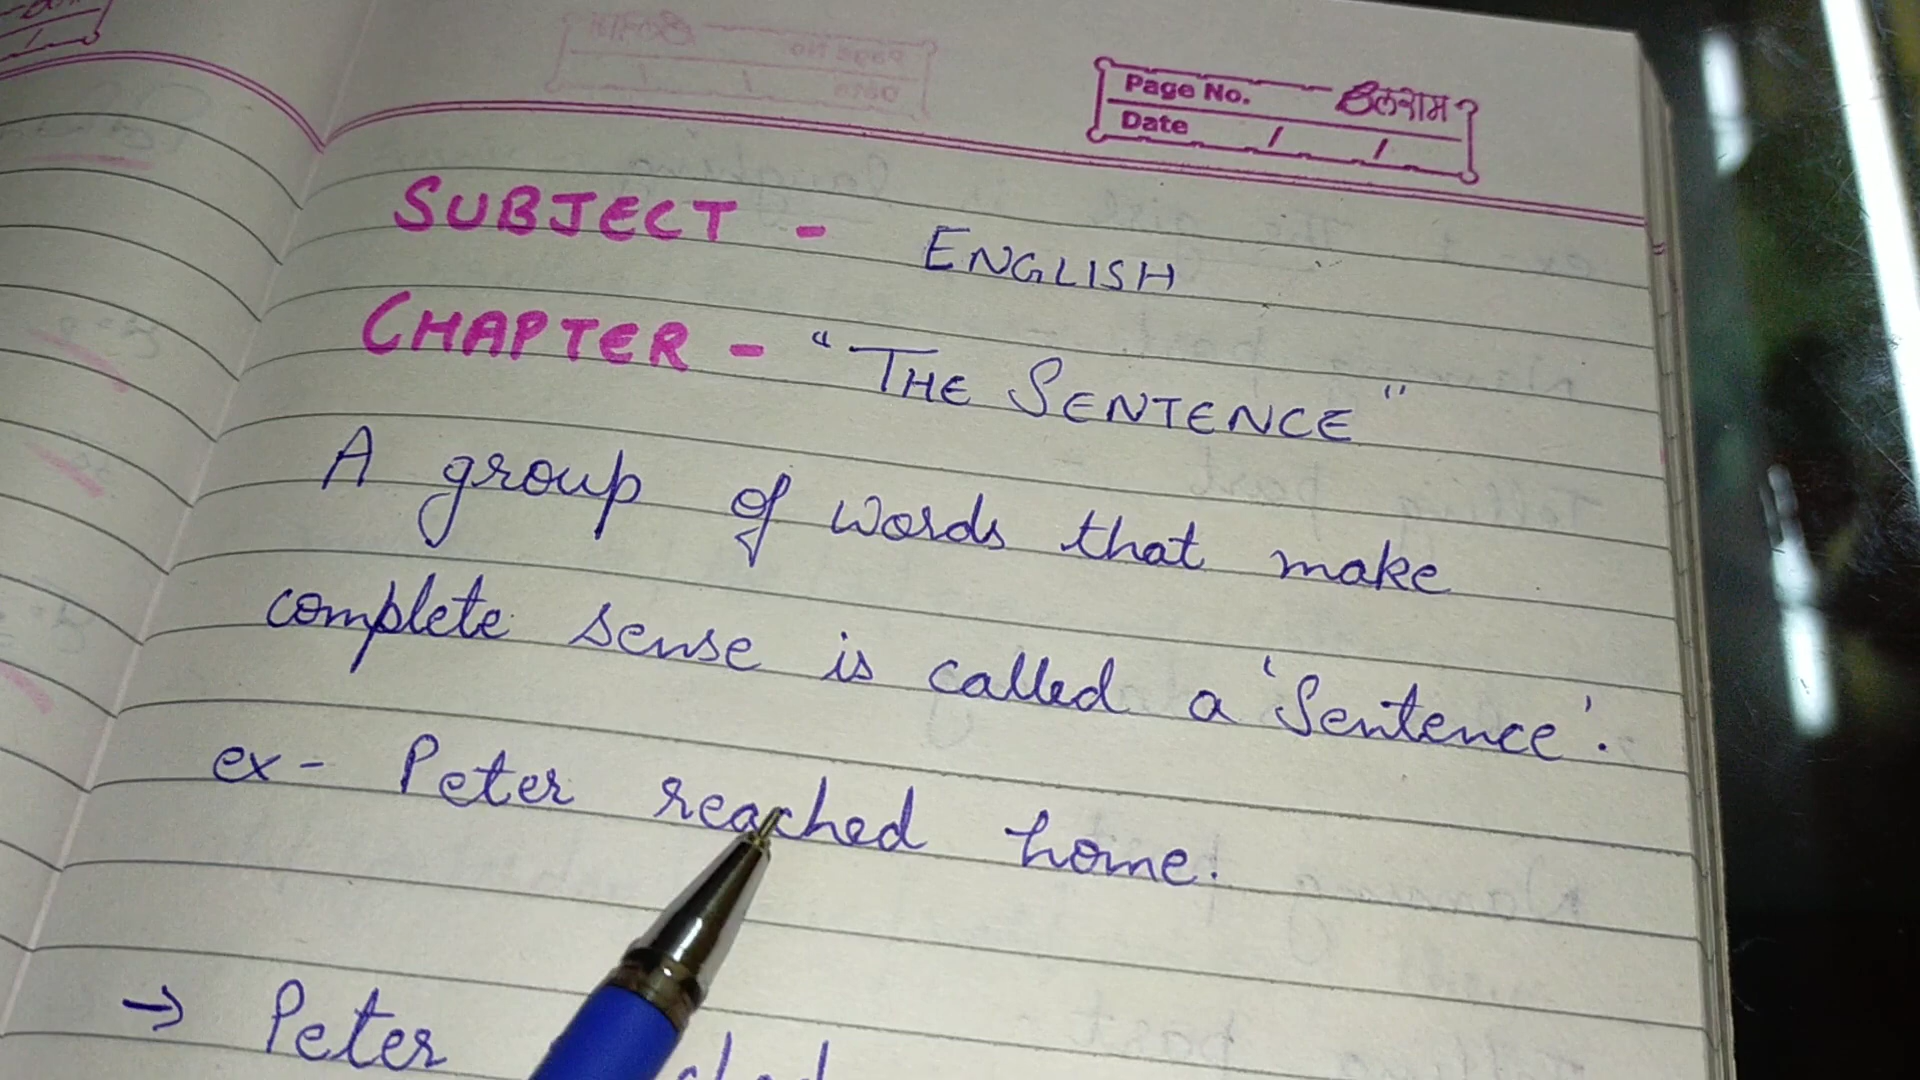 Page No.
बलराम
Date / /
SUBJECT - ENGLISH
CHAPTER - "THE SENTENCE"
A group of words that make
complete sense is called a 'Sentence'.
ex- Peter reached home.
→ Peter